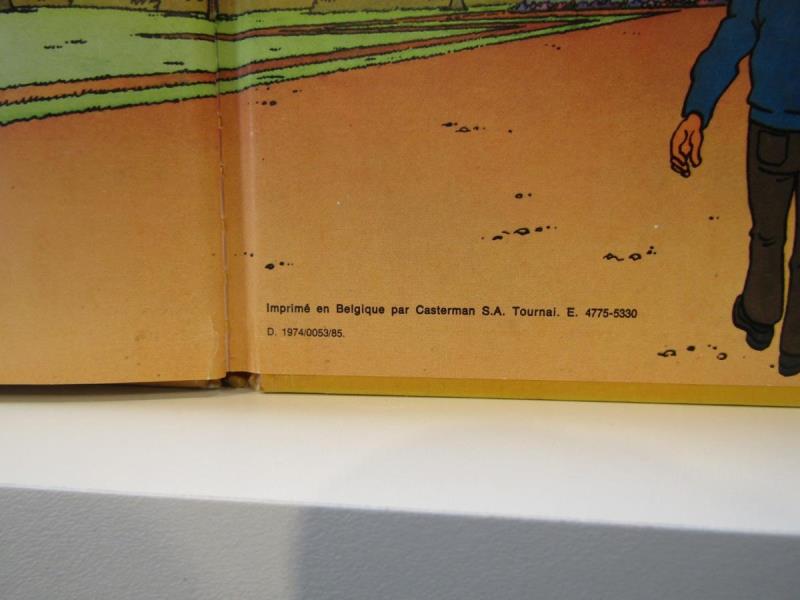 Imprimé en Belgique par Casterman S.A. Tournai. E. 4775-5330
D. 1974/0053/85.